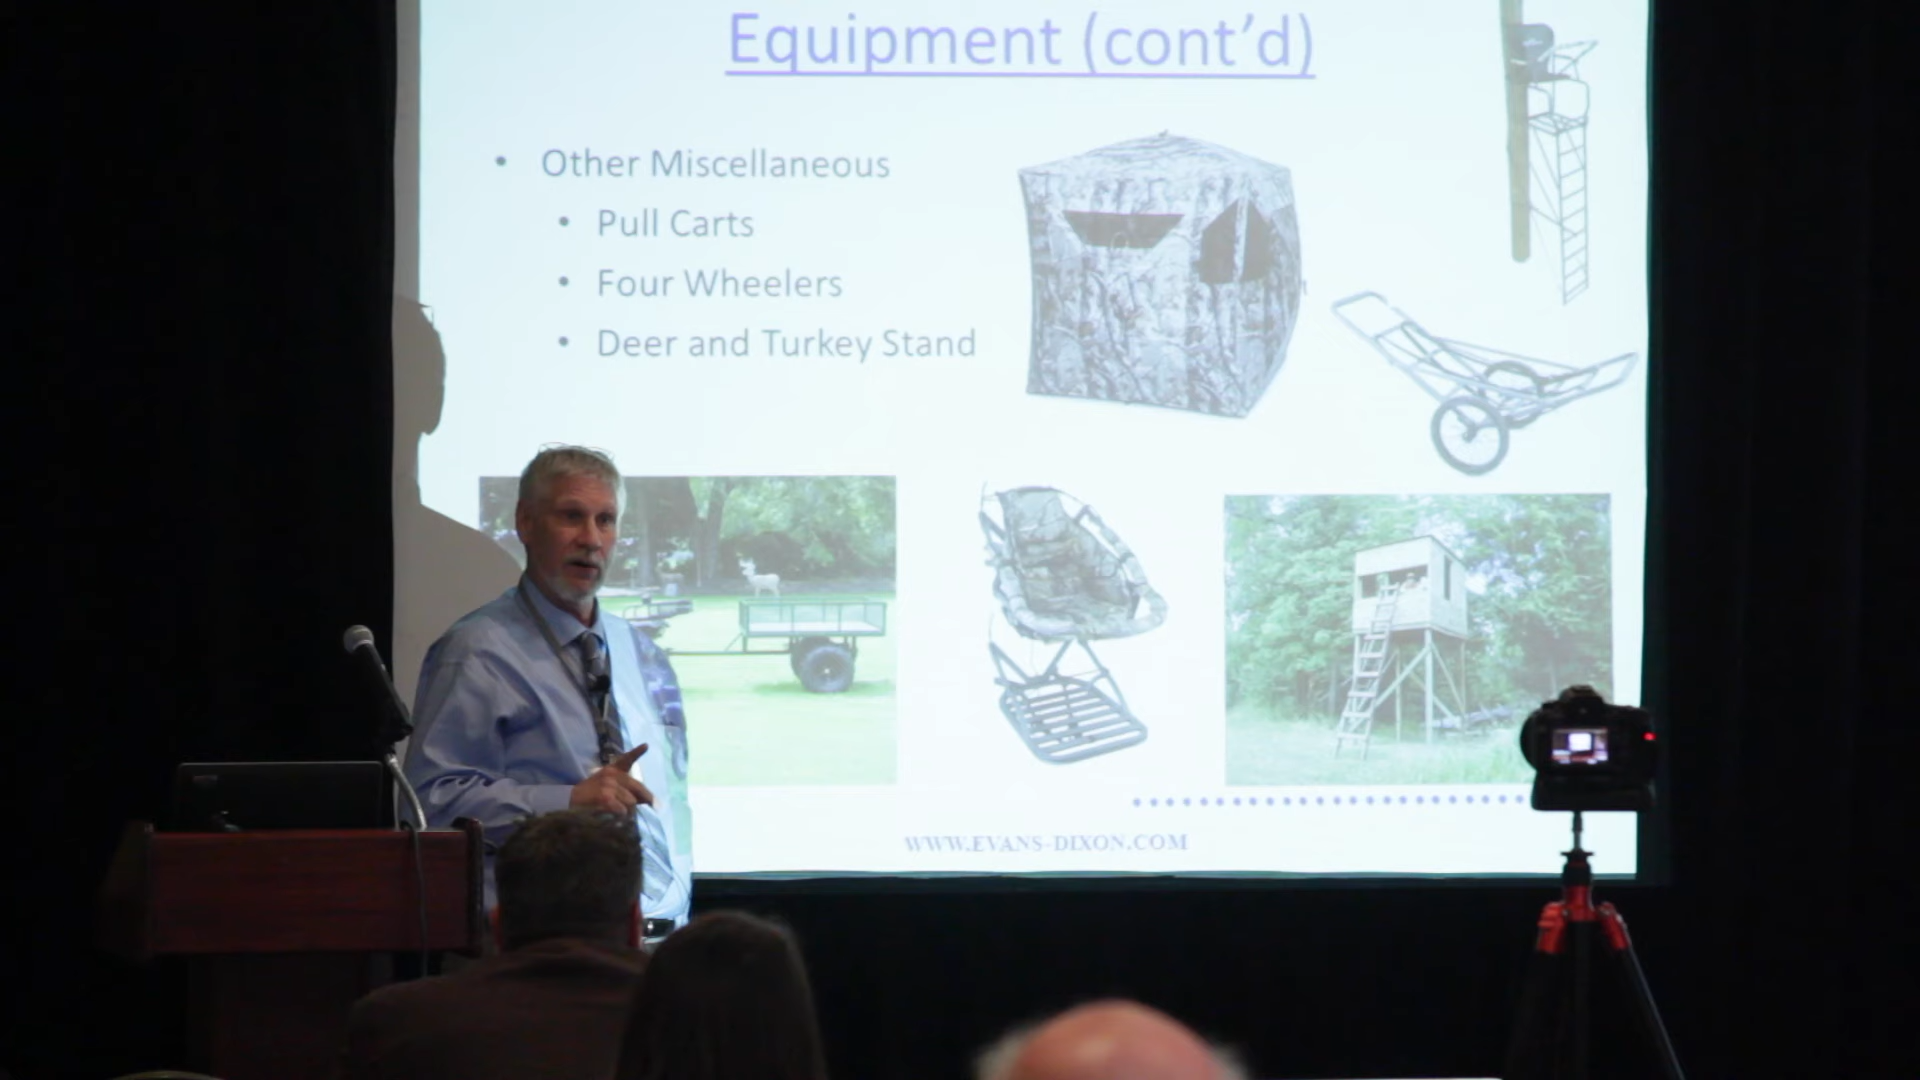 Equipment (cont'd)
• Other Miscellaneous
• Pull Carts
• Four Wheelers
• Deer and Turkey Stand
WWW.EVANS-DIXON.COM